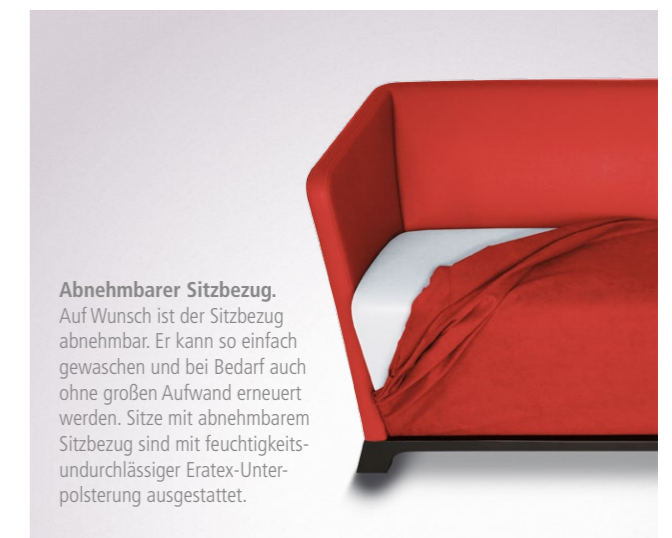 Abnehmbarer Sitzbezug.
Auf Wunsch ist der Sitzbezug
abnehmbar. Er kann so einfach
gewaschen und bei Bedarf auch
ohne großen Aufwand erneuert
werden. Sitze mit abnehmbarem
Sitzbezug sind mit feuchtigkeits-
undurchlässiger Eratex-Unter-
polsterung ausgestattet.